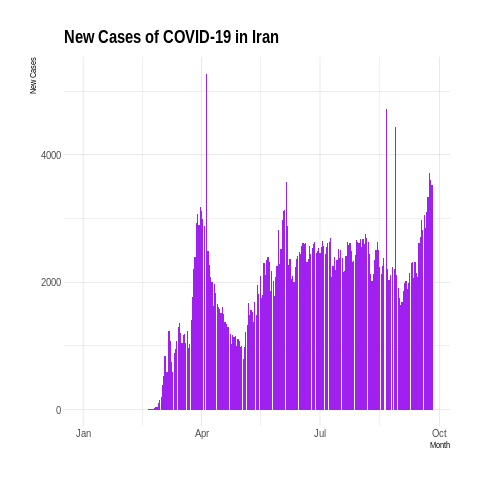 New Cases of COVID-19 in Iran
New Cases
4000
2000
0
Jan Apr Jul Oct
Month